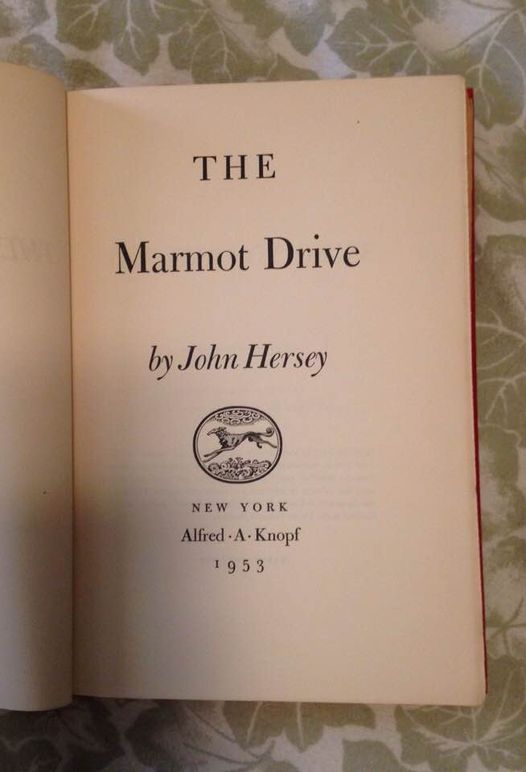 THE
Marmot Drive
by John Hersey
NEW YORK
Alfred · A · Knopf
1953